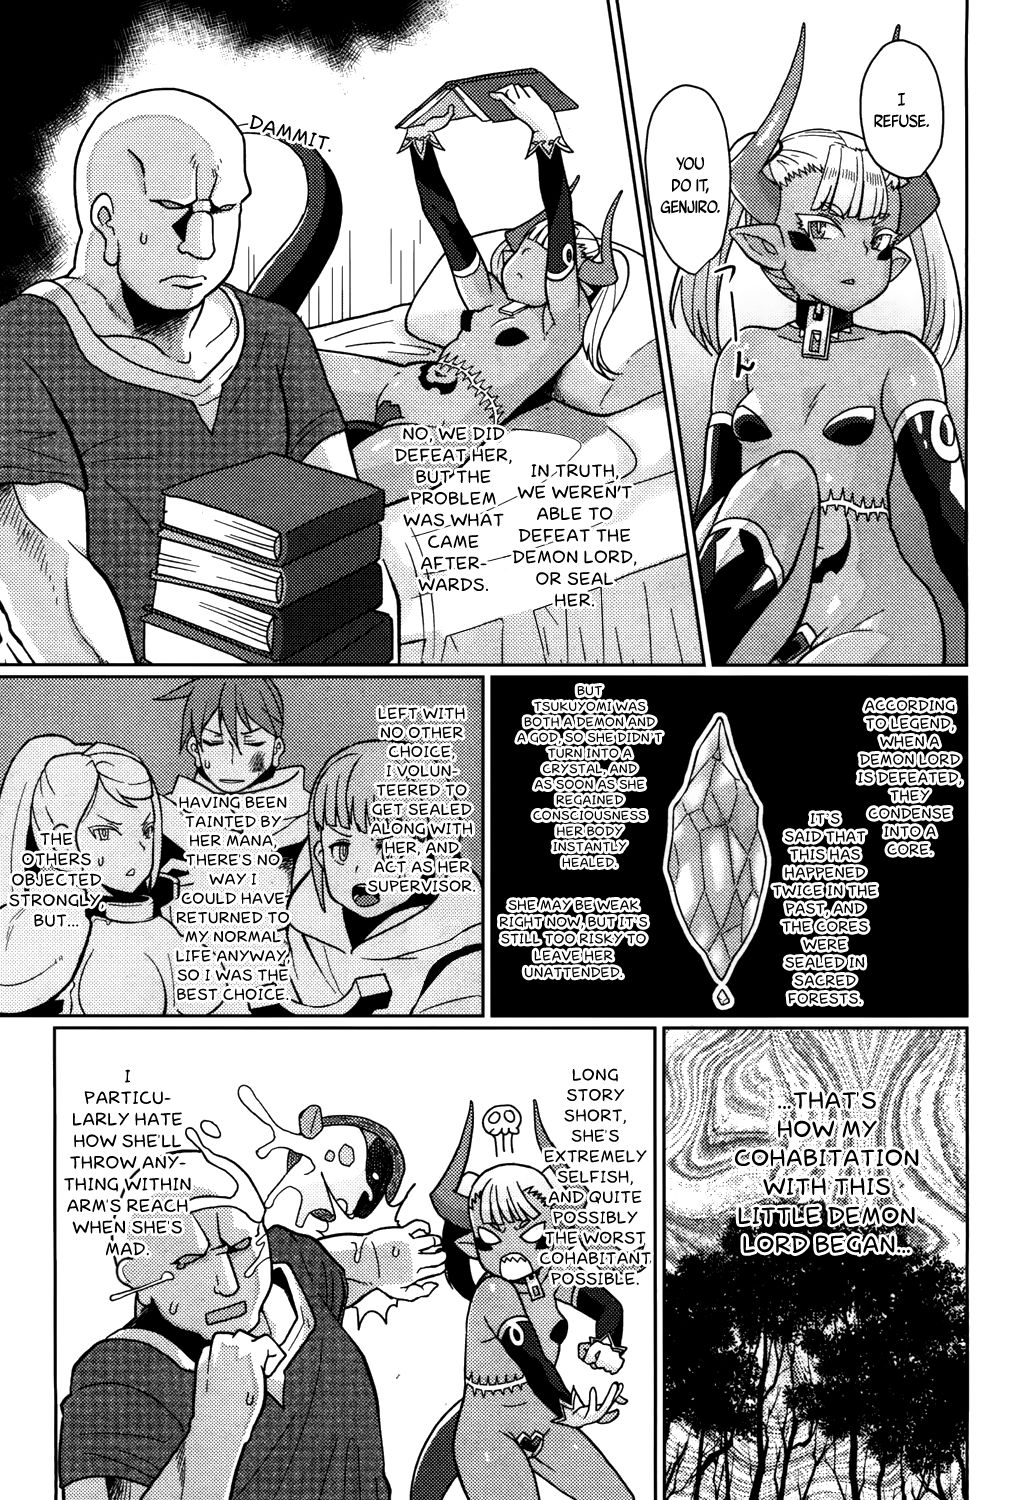 I
REFUSE.
YOU
DO IT,
GENJIRO.
ん
DAMMIT.
IN TRUTH,
WE WEREN'T
ABLE TO
DEFEAT THE
DEMON LORD,
OR SEAL
HER.
NO, WE DID
DEFEAT HER,
BUT THE
PROBLEM
WAS WHAT
CAME
AFTER-
WARDS.
ACCORDING
TO LEGEND,
WHEN A
DEMON LORD
IS DEFEATED,
THEY
CONDENSE
INTO A
CORE.
IT'S
SAID THAT
THIS HAS
HAPPENED
TWICE IN THE
PAST, AND
THE CORES
WERE
SEALED IN
SACRED
FORESTS.
BUT
TSUKUYOMI WAS
BOTH A DEMON AND
A GOD, SO SHE DIDN'T
TURN INTO A
CRYSTAL, AND
AS SOON AS SHE
REGAINED
CONSCIOUSNESS
HER BODY
INSTANTLY
HEALED.
SHE MAY BE WEAK
RIGHT NOW, BUT IT'S
STILL TOO RISKY TO
LEAVE HER
UNATTENDED.
LEFT WITH
NO OTHER
CHOICE,
I VOLUN-
TEERED TO
GET SEALED
ALONG WITH
HER, AND
ACT AS HER
SUPERVISOR.
HAVING BEEN
TAINTED BY
HER MANA,
THERE'S NO
WAY I
COULD HAVE
RETURNED TO
MY NORMAL
LIFE ANYWAY,
SO I WAS THE
BEST CHOICE.
THE
OTHERS
OBJECTED
STRONGLY,
BUT...
...THAT'S
HOW MY
COHABITATION
WITH THIS
LITTLE DEMON
LORD BEGAN...
LONG
STORY
SHORT,
SHE'S
EXTREMELY
SELFISH,
AND QUITE
POSSIBLY
THE WORST
COHABITANT
POSSIBLE.
I
PARTICU-
LARLY HATE
HOW SHE'LL
THROW ANY-
THING WITHIN
ARM'S REACH
WHEN SHE'S
MAD.